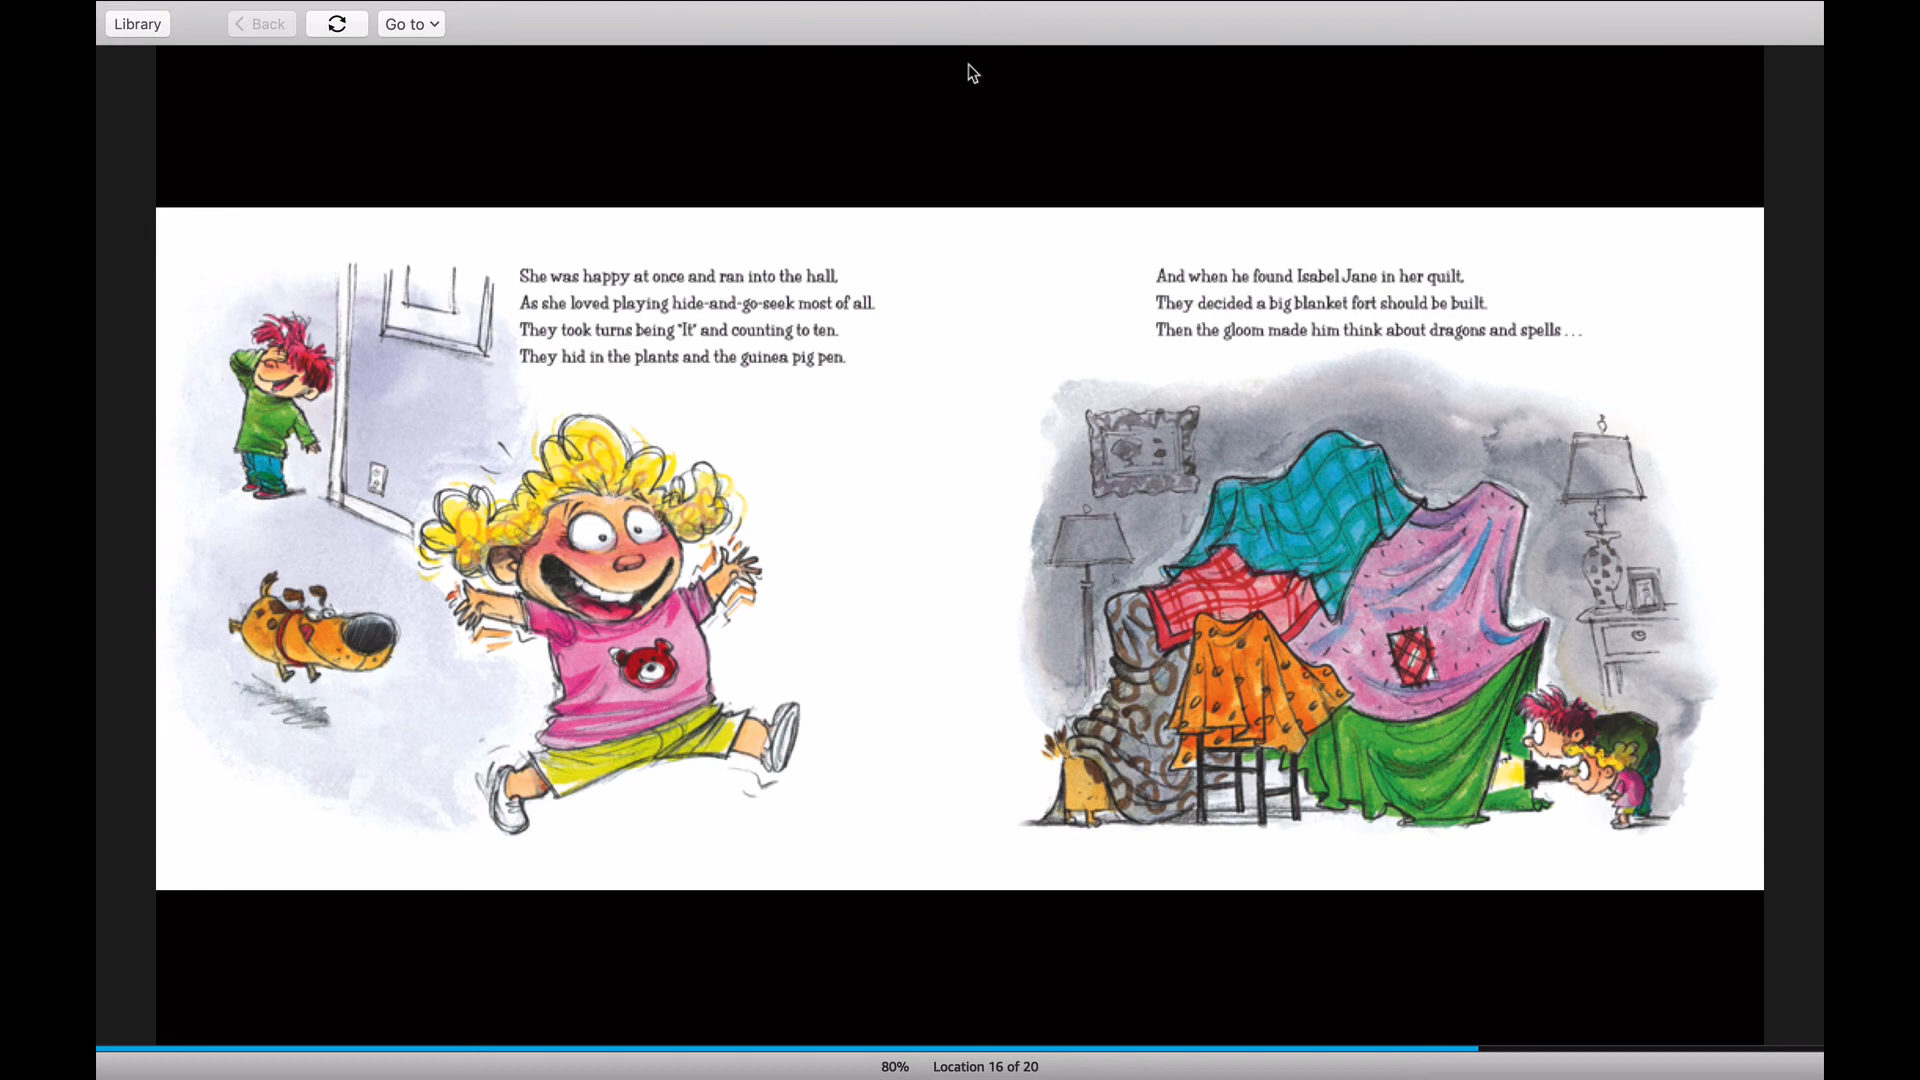 Library
Back
Go to
She was happy at once and ran into the hall,
As she loved playing hide-and-go-seek most of all.
They took turns being "It" and counting to ten.
They hid in the plants and the guinea pig pen.
And when he found Isabel Jane in her quilt,
They decided a big blanket fort should be built.
Then the gloom made him think about dragons and spells . . .
80% Location 16 of 20